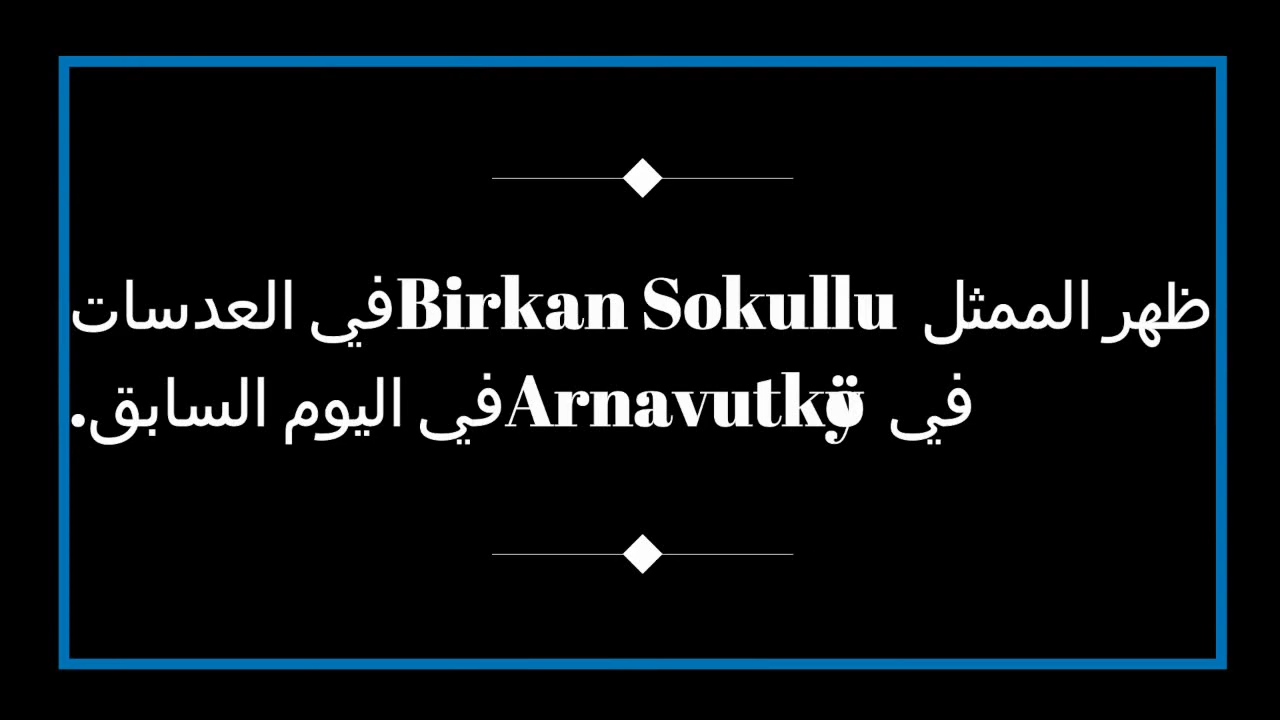 ظهر الممثل Birkan Sokullu في العدسات
في Arnavutköy في اليوم السابق.